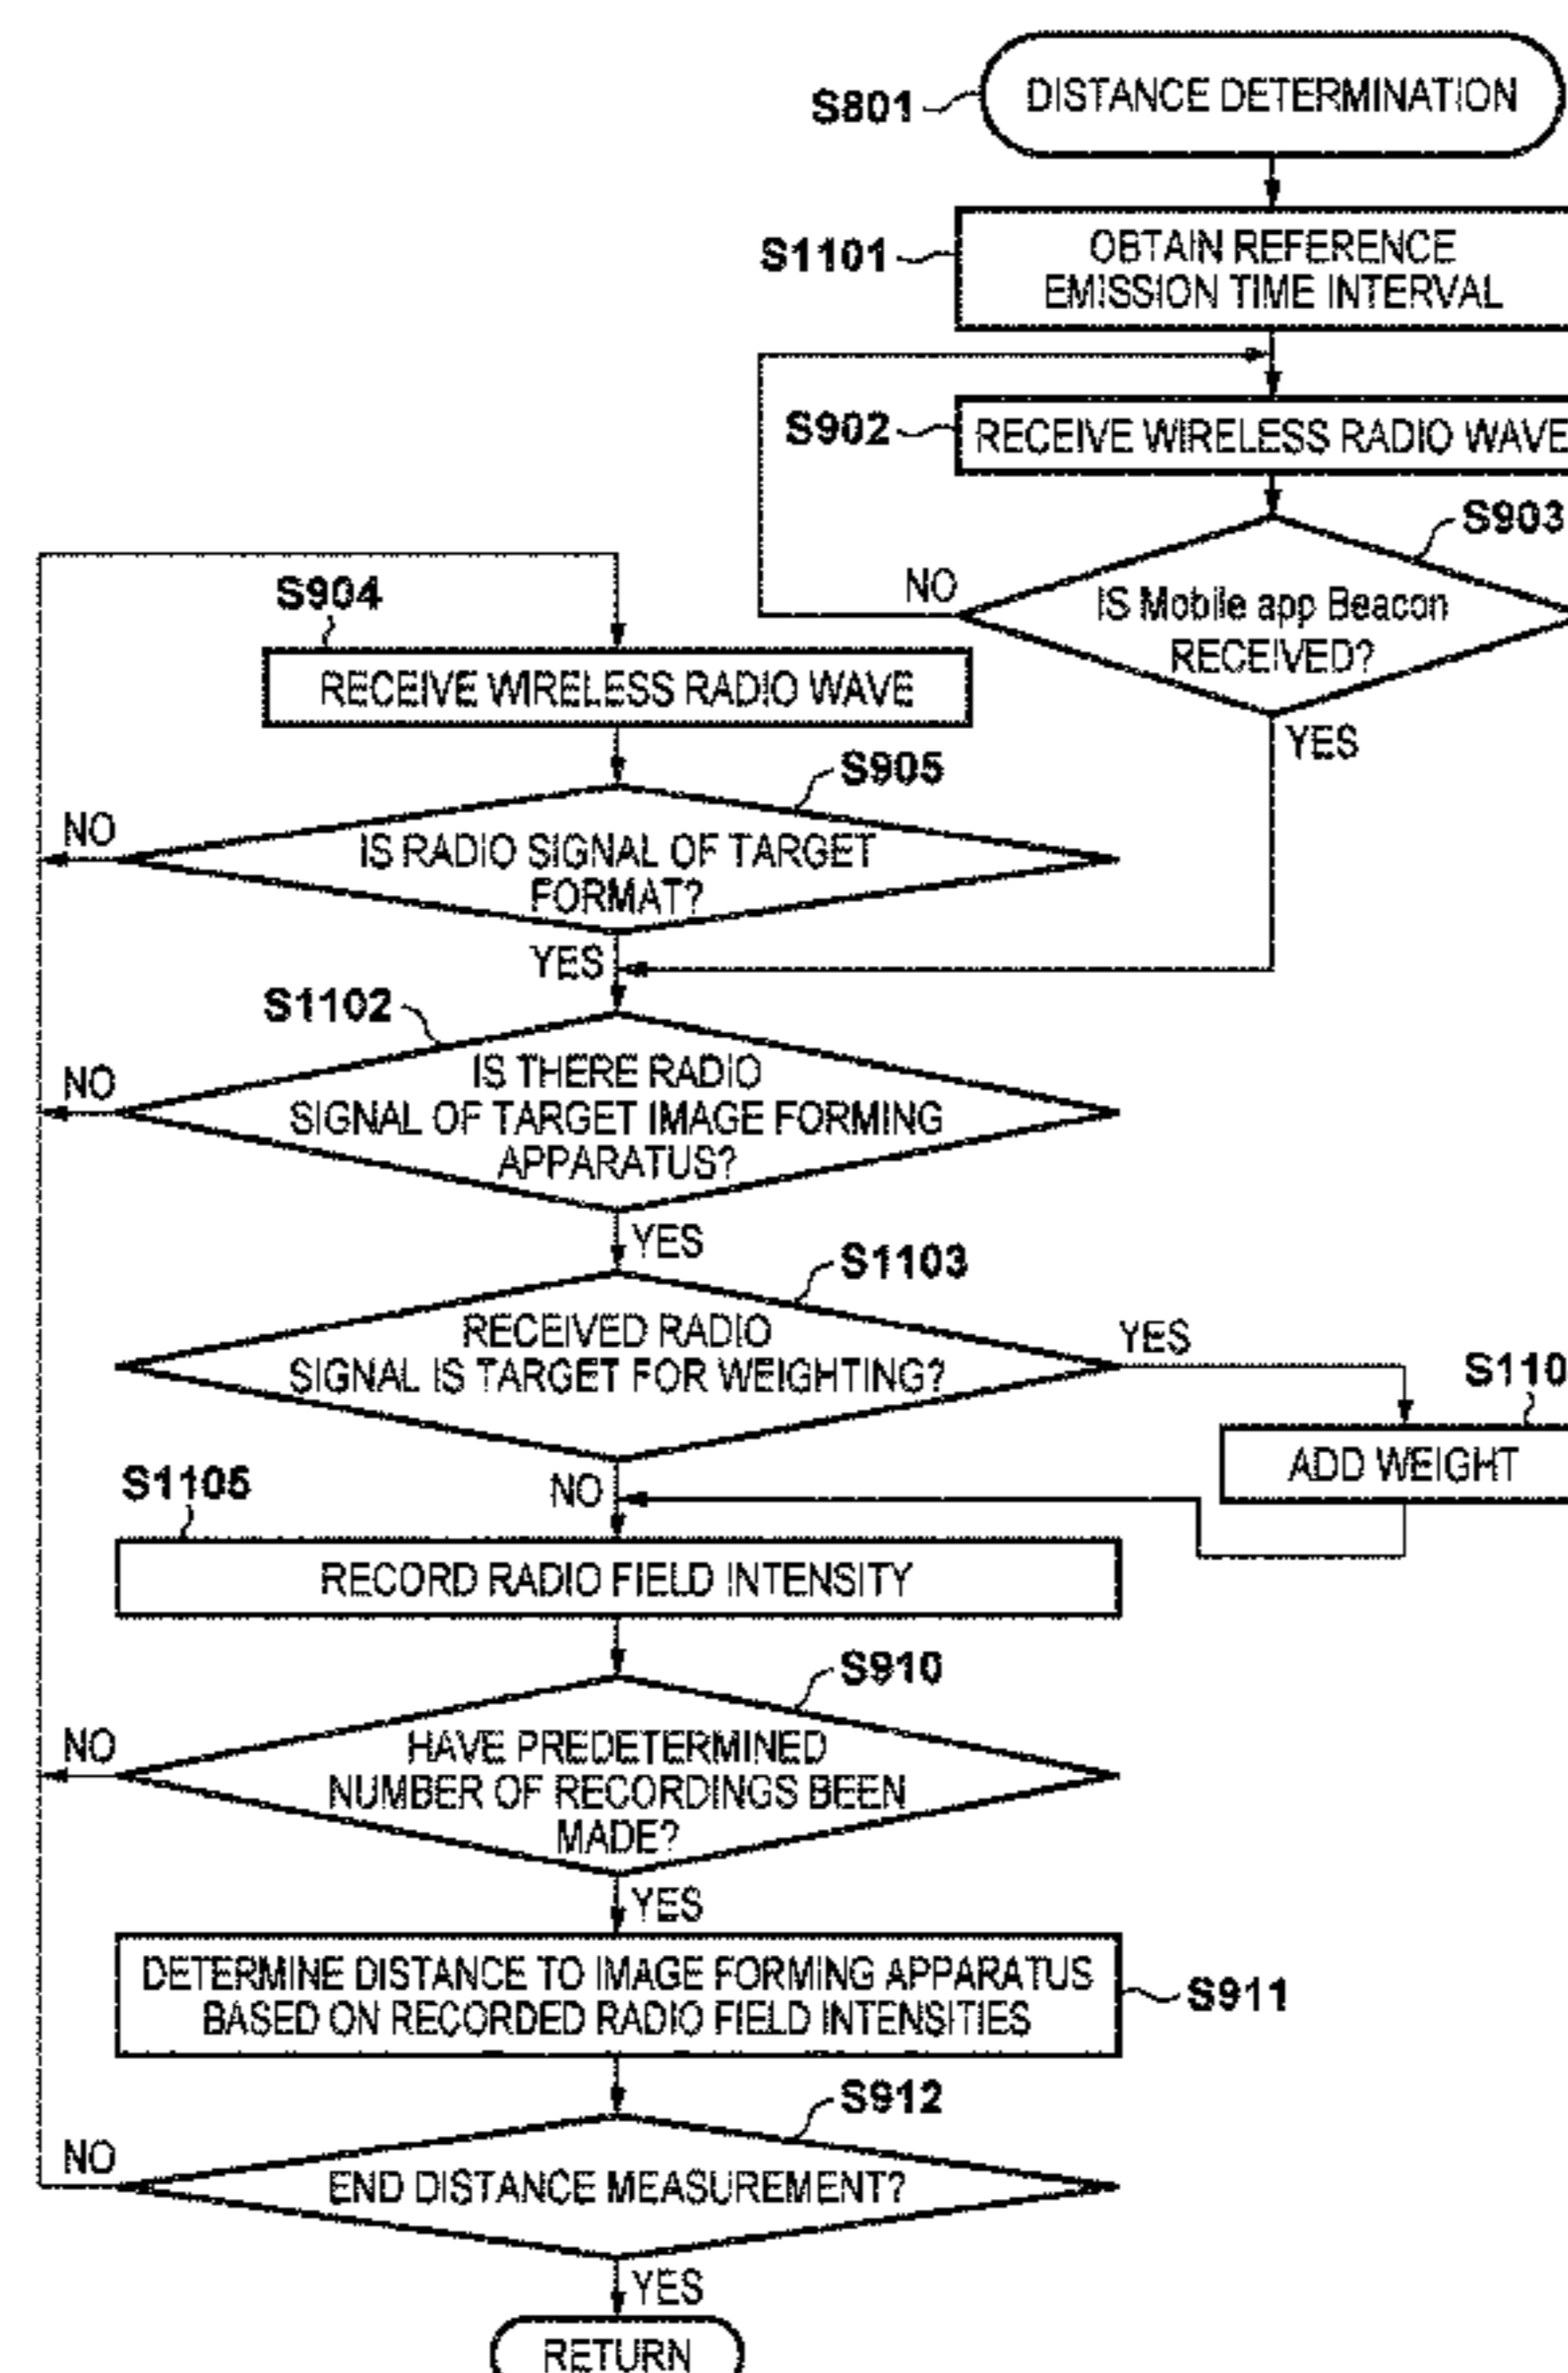 S801
DISTANCE DETERMINATION
S1101
OBTAIN REFERENCE
EMISSION TIME INTERVAL
S902
RECEIVE WIRELESS RADIO WAVE
S903
NO
IS Mobile app Beacon
RECEIVED?
YES
S904
RECEIVE WIRELESS RADIO WAVE
S905
NO
IS RADIO SIGNAL OF TARGET
FORMAT?
YES
S1102
NO
IS THERE RADIO
SIGNAL OF TARGET IMAGE FORMING
APPARATUS?
YES
S1103
RECEIVED RADIO
SIGNAL IS TARGET FOR WEIGHTING?
YES
S110
ADD WEIGHT
NO
S1105
RECORD RADIO FIELD INTENSITY
S910
NO
HAVE PREDETERMINED
NUMBER OF RECORDINGS BEEN
MADE?
YES
DETERMINE DISTANCE TO IMAGE FORMING APPARATUS
BASED ON RECORDED RADIO FIELD INTENSITIES
S911
S912
NO
END DISTANCE MEASUREMENT?
YES
RETURN